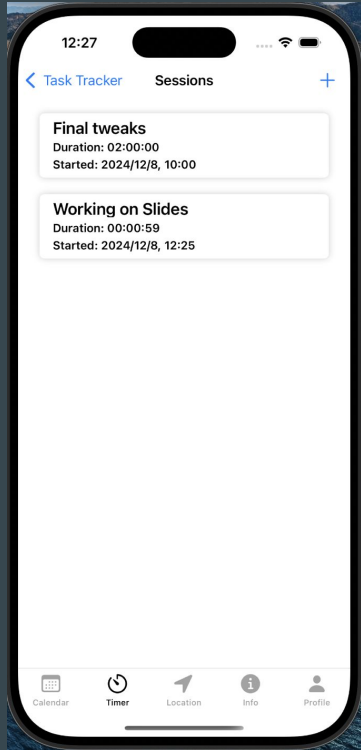 12:27
Task Tracker Sessions +
Final tweaks
Duration: 02:00:00
Started: 2024/12/8, 10:00
Working on Slides
Duration: 00:00:59
Started: 2024/12/8, 12:25
Calendar Timer Location Info Profile